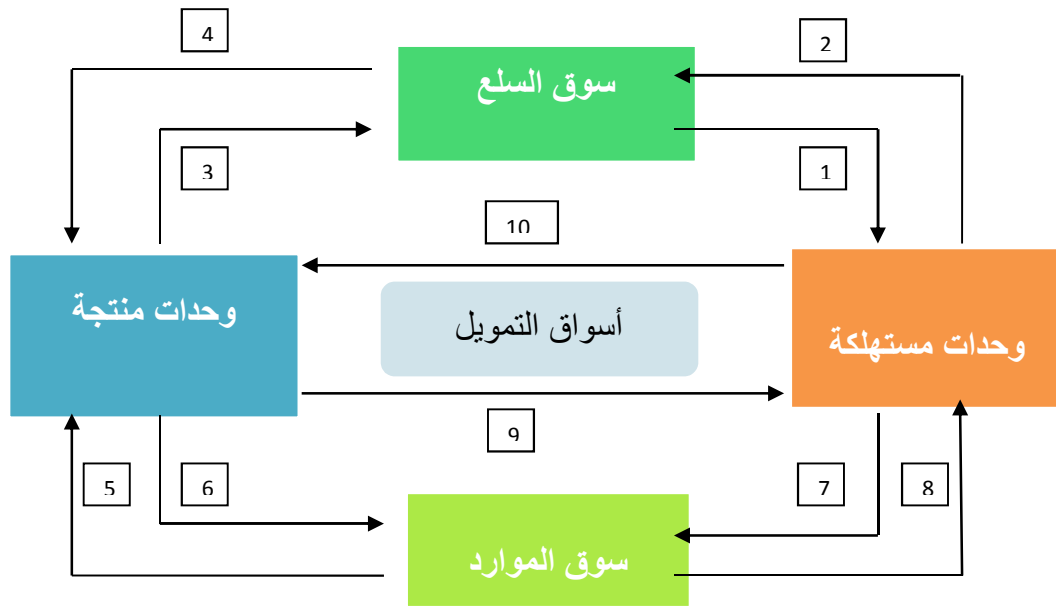 4
2
سوق السلع
3
1
10
وحدات منتجة
أسواق التمويل
وحدات مستهلكة
9
5
6
7
8
سوق الموارد